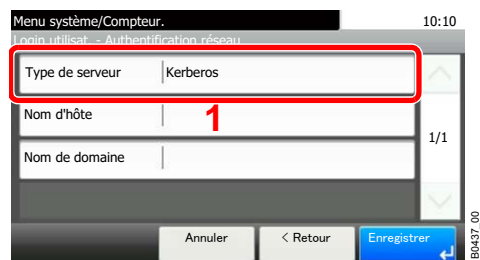 Menu système/Compteur. 10:10
Login utilisat. - Authentification réseau
Type de serveur Kerberos
Nom d'hôte 1
1/1
Nom de domaine
Annuler < Retour Enregistrer
B0437_00